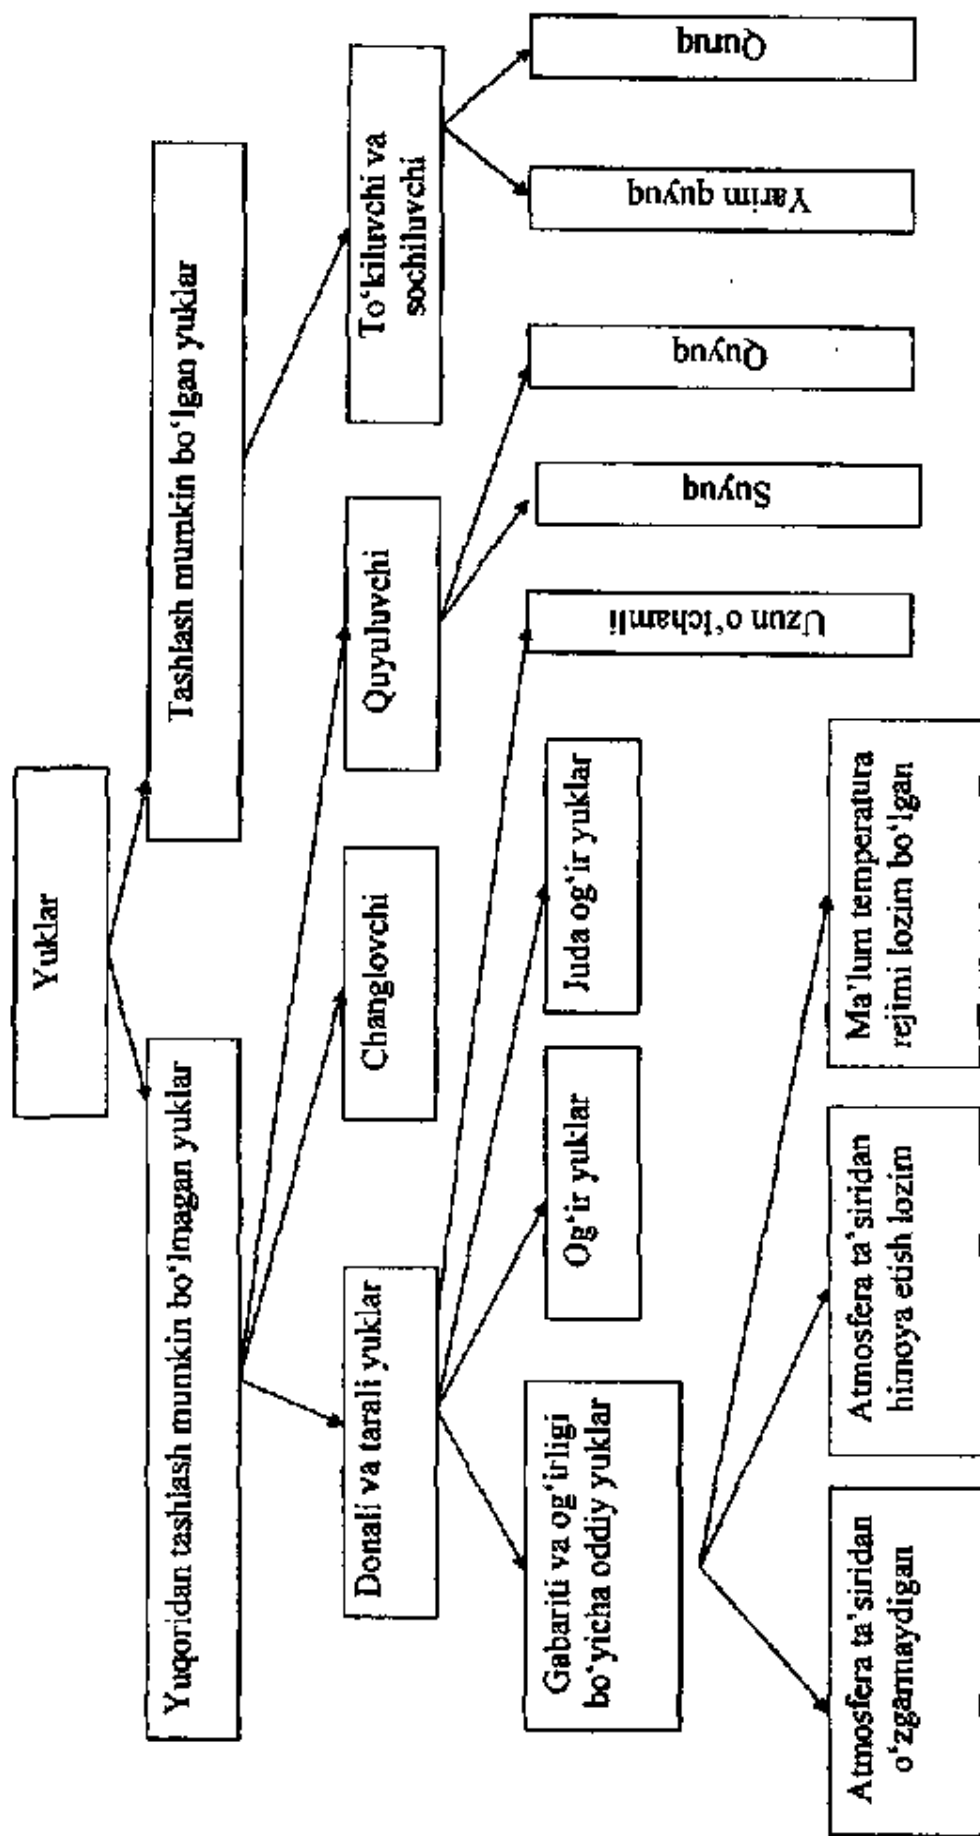 Yuklar
Yuqoridan tashlash mumkin bo‘lmagan yuklar
Tashlash mumkin bo‘lgan yuklar
Donali va tarali yuklar
Changlovchi
Quyuluvchi
To‘kiluvchi va
sochiluvchi
Gabariti va og‘irligi
bo‘yicha oddiy yuklar
Og‘ir yuklar
Juda og‘ir yuklar
Uzun o‘lchamli
Suyuq
Quyuq
Yarim quyuq
Quruq
Atmosfera ta’siridan
o‘zgarmaydigan
Atmosfera ta’siridan
himoya etish lozim
Ma’lum temperatura
rejimi lozim bo‘lgan